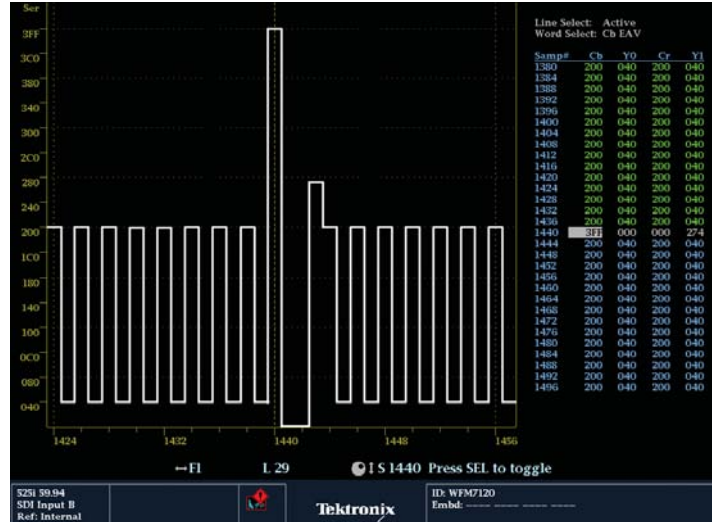 Ser
3FF
3C0
380
340
300
2C0
280
240
200
1C0
180
140
100
0C0
080
040
1424 1432 1440 1448 1456
F1 L 29 S 1440 Press SEL to toggle
Line Select: Active
Word Select: Cb EAV
Samp# Cb Y0 Cr Y1
1380 200 040 200 040
1384 200 040 200 040
1388 200 040 200 040
1392 200 040 200 040
1396 200 040 200 040
1400 200 040 200 040
1404 200 040 200 040
1408 200 040 200 040
1412 200 040 200 040
1416 200 040 200 040
1420 200 040 200 040
1424 200 040 200 040
1428 200 040 200 040
1432 200 040 200 040
1436 200 040 200 040
1440 3FF 000 000 274
1444 200 040 200 040
1448 200 040 200 040
1452 200 040 200 040
1456 200 040 200 040
1460 200 040 200 040
1464 200 040 200 040
1468 200 040 200 040
1472 200 040 200 040
1476 200 040 200 040
1480 200 040 200 040
1484 200 040 200 040
1488 200 040 200 040
1492 200 040 200 040
1496 200 040 200 040
525i 59.94
SDI Input B
Ref: Internal
Tektronix
ID: WFM7120
Embd: ---- ---- ---- ----